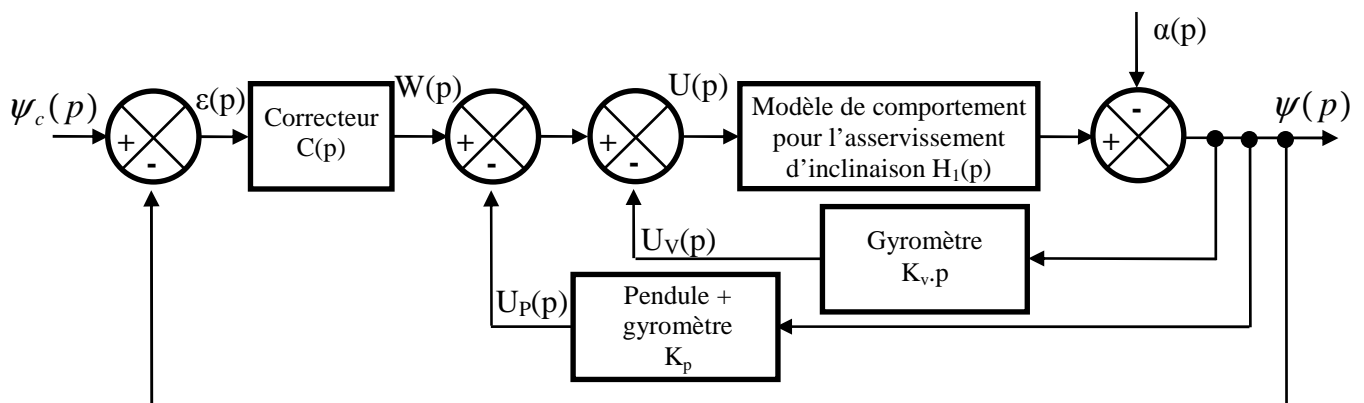 α(p)
ψc(p)
ε(p)
W(p)
U(p)
ψ(p)
Correcteur
C(p)
Modèle de comportement
pour l’asservissement
d’inclinaison H1(p)
+
-
+
-
+
-
-
+
UV(p)
Gyromètre
Kv.p
UP(p)
Pendule +
gyromètre
Kp